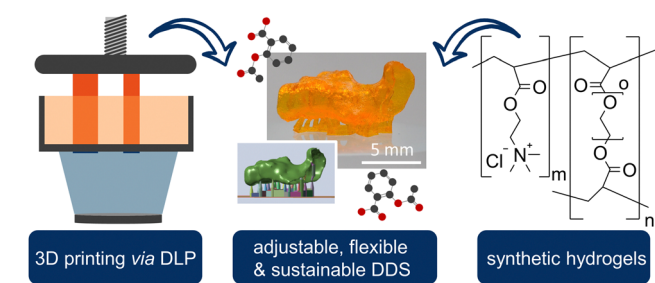 5 mm
O
O
Cl⁻
N⁺
m
O
O
o
O
O
n
3D printing via DLP
adjustable, flexible
& sustainable DDS
synthetic hydrogels